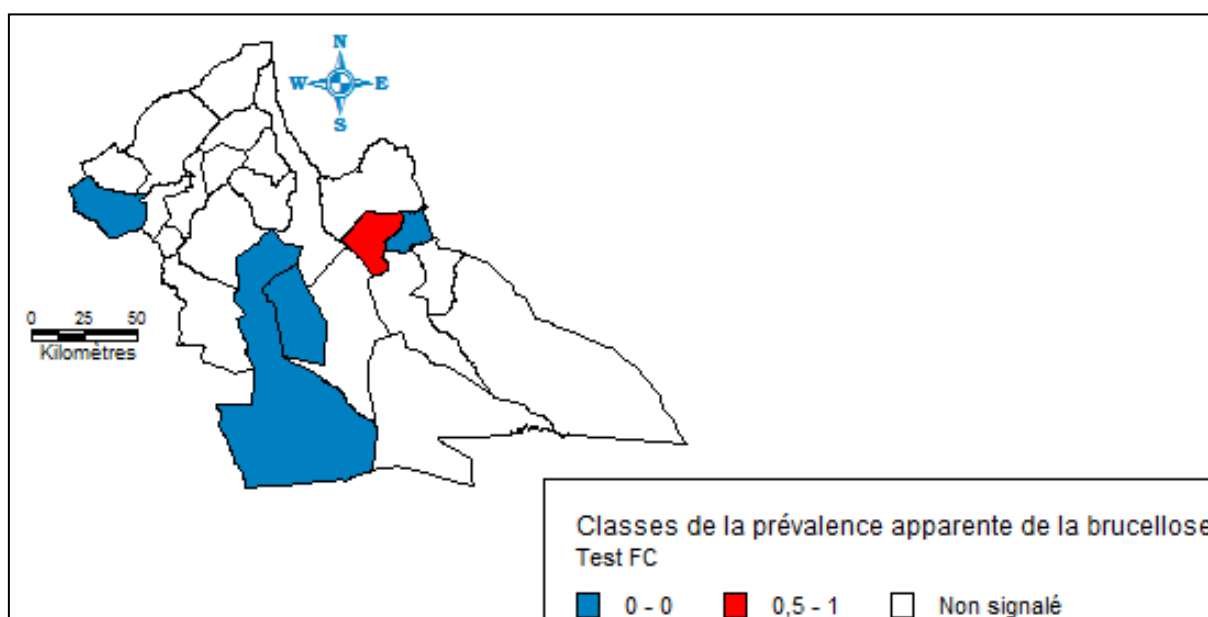 N
W E
S
0 25 50
Kilomètres
Classes de la prévalence apparente de la brucellose
Test FC
0 - 0 0,5 - 1 Non signalé